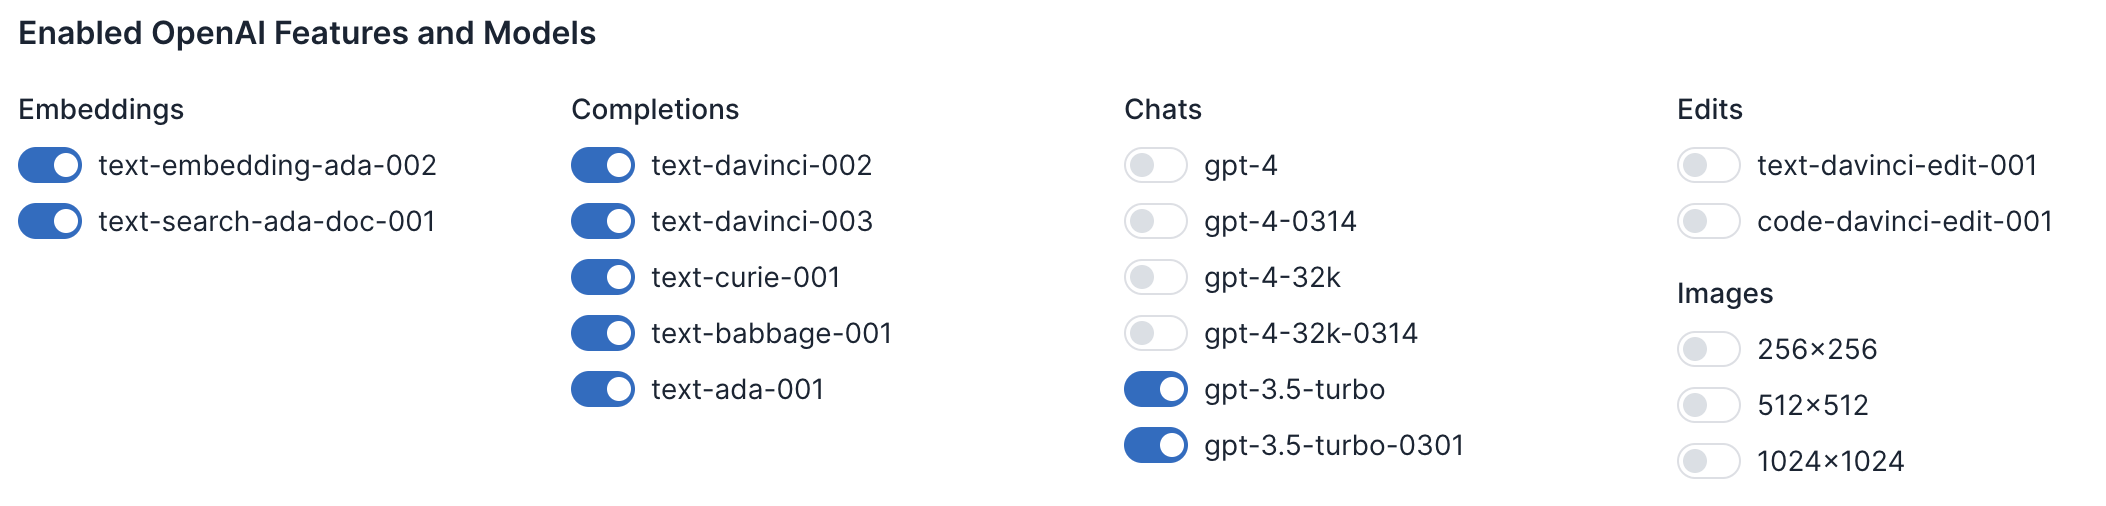 Enabled OpenAI Features and Models
Embeddings
text-embedding-ada-002
text-search-ada-doc-001
Completions
text-davinci-002
text-davinci-003
text-curie-001
text-babbage-001
text-ada-001
Chats
gpt-4
gpt-4-0314
gpt-4-32k
gpt-4-32k-0314
gpt-3.5-turbo
gpt-3.5-turbo-0301
Edits
text-davinci-edit-001
code-davinci-edit-001
Images
256×256
512×512
1024×1024